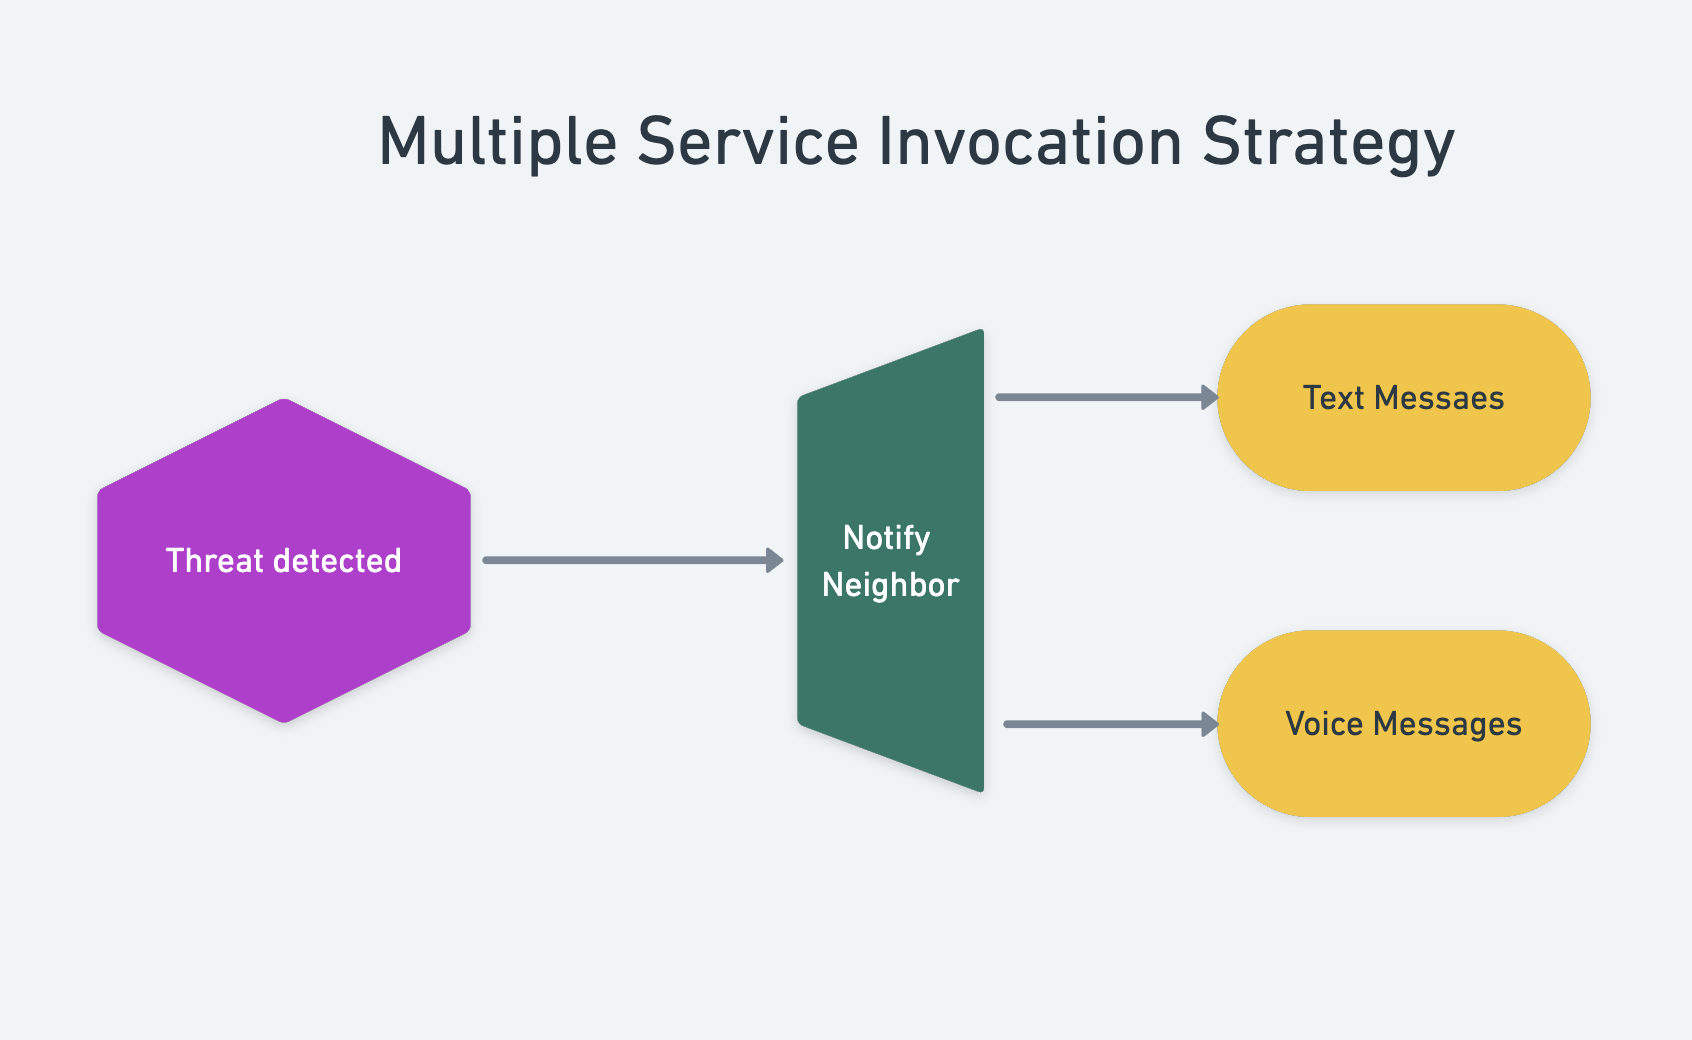 Multiple Service Invocation Strategy
Text Messaes
Threat detected
Notify
Neighbor
Voice Messages